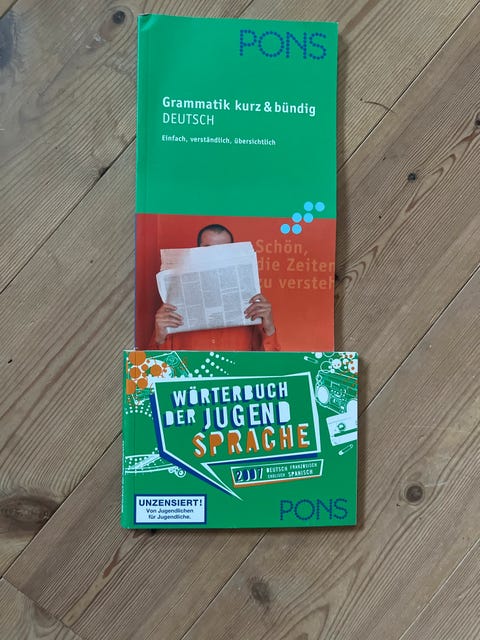 PONS
Grammatik kurz & bündig
DEUTSCH
Einfach, verständlich, übersichtlich
Schön,
die Zeiten
zu versteh
WÖRTERBUCH
DER JUGEND
SPRACHE
2007 DEUTSCH FRANZÖSISCH
ENGLISCH SPANISCH
UNZENSIERT!
Von Jugendlichen
für Jugendliche.
PONS